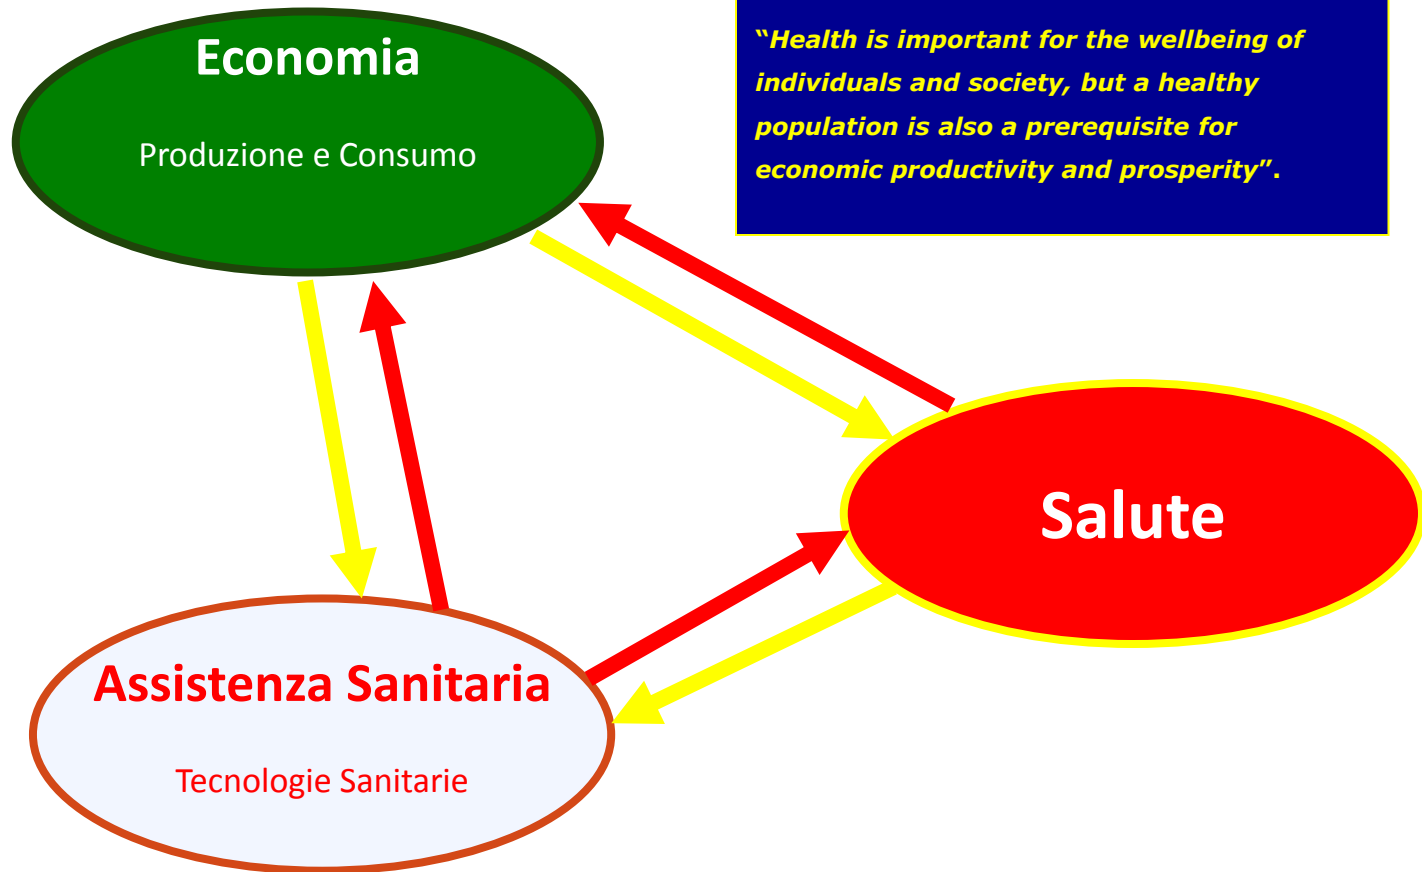 Economia
Produzione e Consumo
“Health is important for the wellbeing of
individuals and society, but a healthy
population is also a prerequisite for
economic productivity and prosperity”.
Salute
Assistenza Sanitaria
Tecnologie Sanitarie